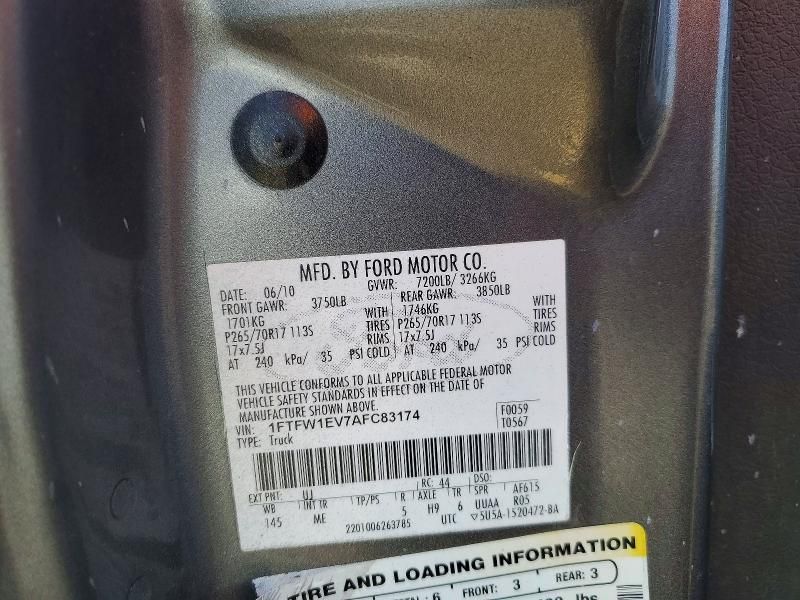 MFD. BY FORD MOTOR CO.
DATE: 06/10 GVWR: 7200LB/ 3266KG
FRONT GAWR: 3750LB REAR GAWR: 3850LB
1701KG WITH 1746KG WITH
P265/70R17 113S TIRES P265/70R17 113S TIRES
17x7.5J RIMS 17x7.5J RIMS
AT 240 kPa/ 35 PSI COLD AT 240 kPa/ 35 PSI COLD
THIS VEHICLE CONFORMS TO ALL APPLICABLE FEDERAL MOTOR
VEHICLE SAFETY STANDARDS IN EFFECT ON THE DATE OF
MANUFACTURE SHOWN ABOVE.
VIN: 1FTFW1EV7AFC83174 F0059
TYPE: Truck T0567
EXT PNT: UJ RC: 44 DSO:
WB INT TR TP/PS R AXLE TR SPR AF615
145 ME 5 H9 6 UUAA R05
2201006263785 UTC ▽5U5A-1520472-BA
TIRE AND LOADING INFORMATION
6 FRONT: 3 REAR: 3
lbs